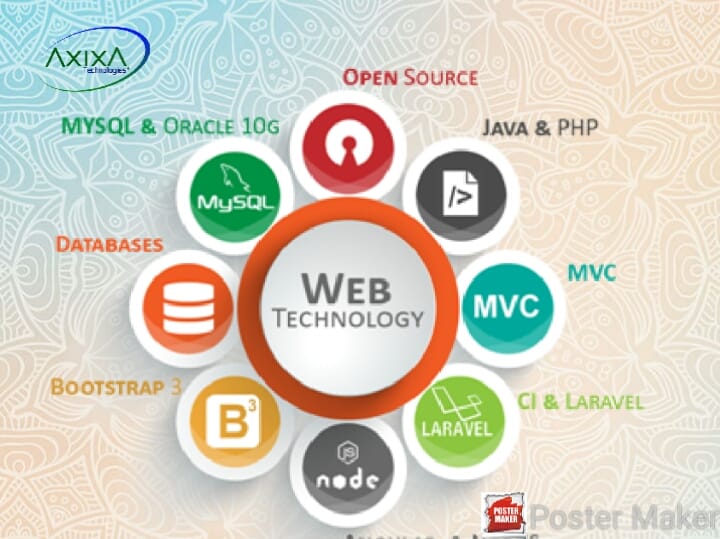 AXIXA
Technologies
OPEN SOURCE
MYSQL & ORACLE 10G
JAVA & PHP
</>
MySQL
DATABASES
WEB
TECHNOLOGY
MVC
MVC
BOOTSTRAP 3
B3
CI & LARAVEL
LARAVEL
JS
node
POSTER
MAKER
Poster Maker